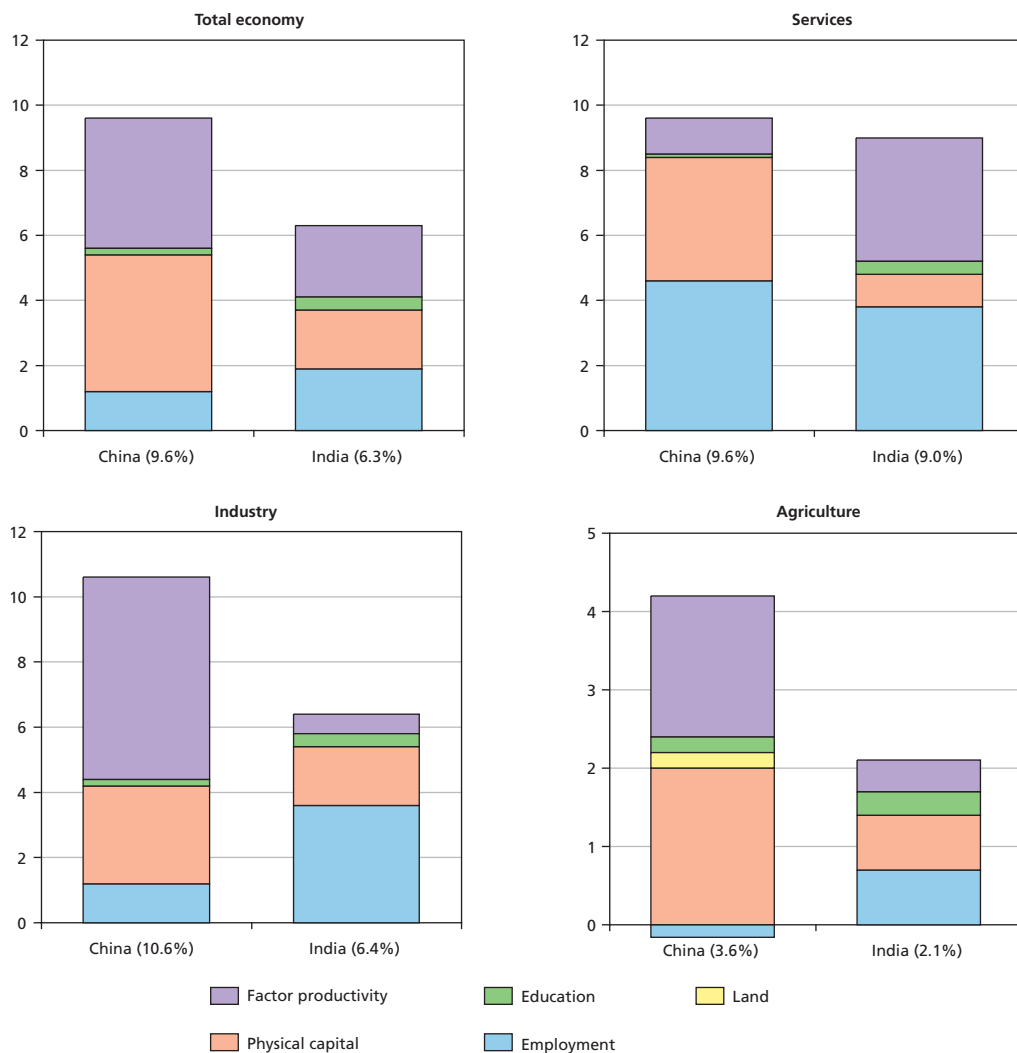 Total economy
12
10
8
6
4
2
0
China (9.6%) India (6.3%)
Services
12
10
8
6
4
2
0
China (9.6%) India (9.0%)
Industry
12
10
8
6
4
2
0
China (10.6%) India (6.4%)
Agriculture
5
4
3
2
1
0
China (3.6%) India (2.1%)
Factor productivity Education Land
Physical capital Employment